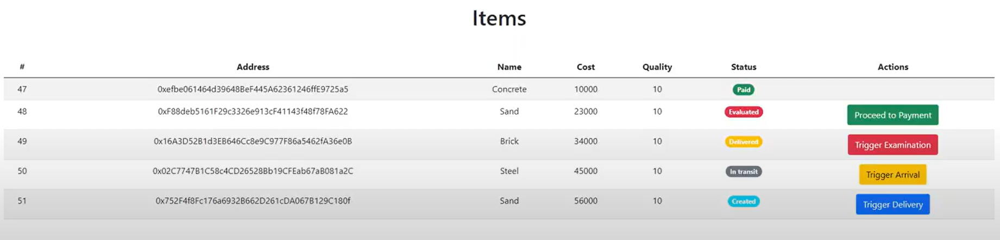 Items
# Address Name Cost Quality Status Actions
47 0xefbe061464d39648BeF445A62361246ffE9725a5 Concrete 10000 10 Paid
48 0xF88deb5161F29c3326e913cF41143f48f78FA622 Sand 23000 10 Evaluated Proceed to Payment
49 0x16A3D52B1d3EB646Cc8e9C977F86a5462fA36e0B Brick 34000 10 Delivered Trigger Examination
50 0x02C7747B1C58c4CD26528Bb19CFEab67aB081a2C Steel 45000 10 In transit Trigger Arrival
51 0x752F4f8Fc176a6932B662D261cDA067B129C180f Sand 56000 10 Created Trigger Delivery